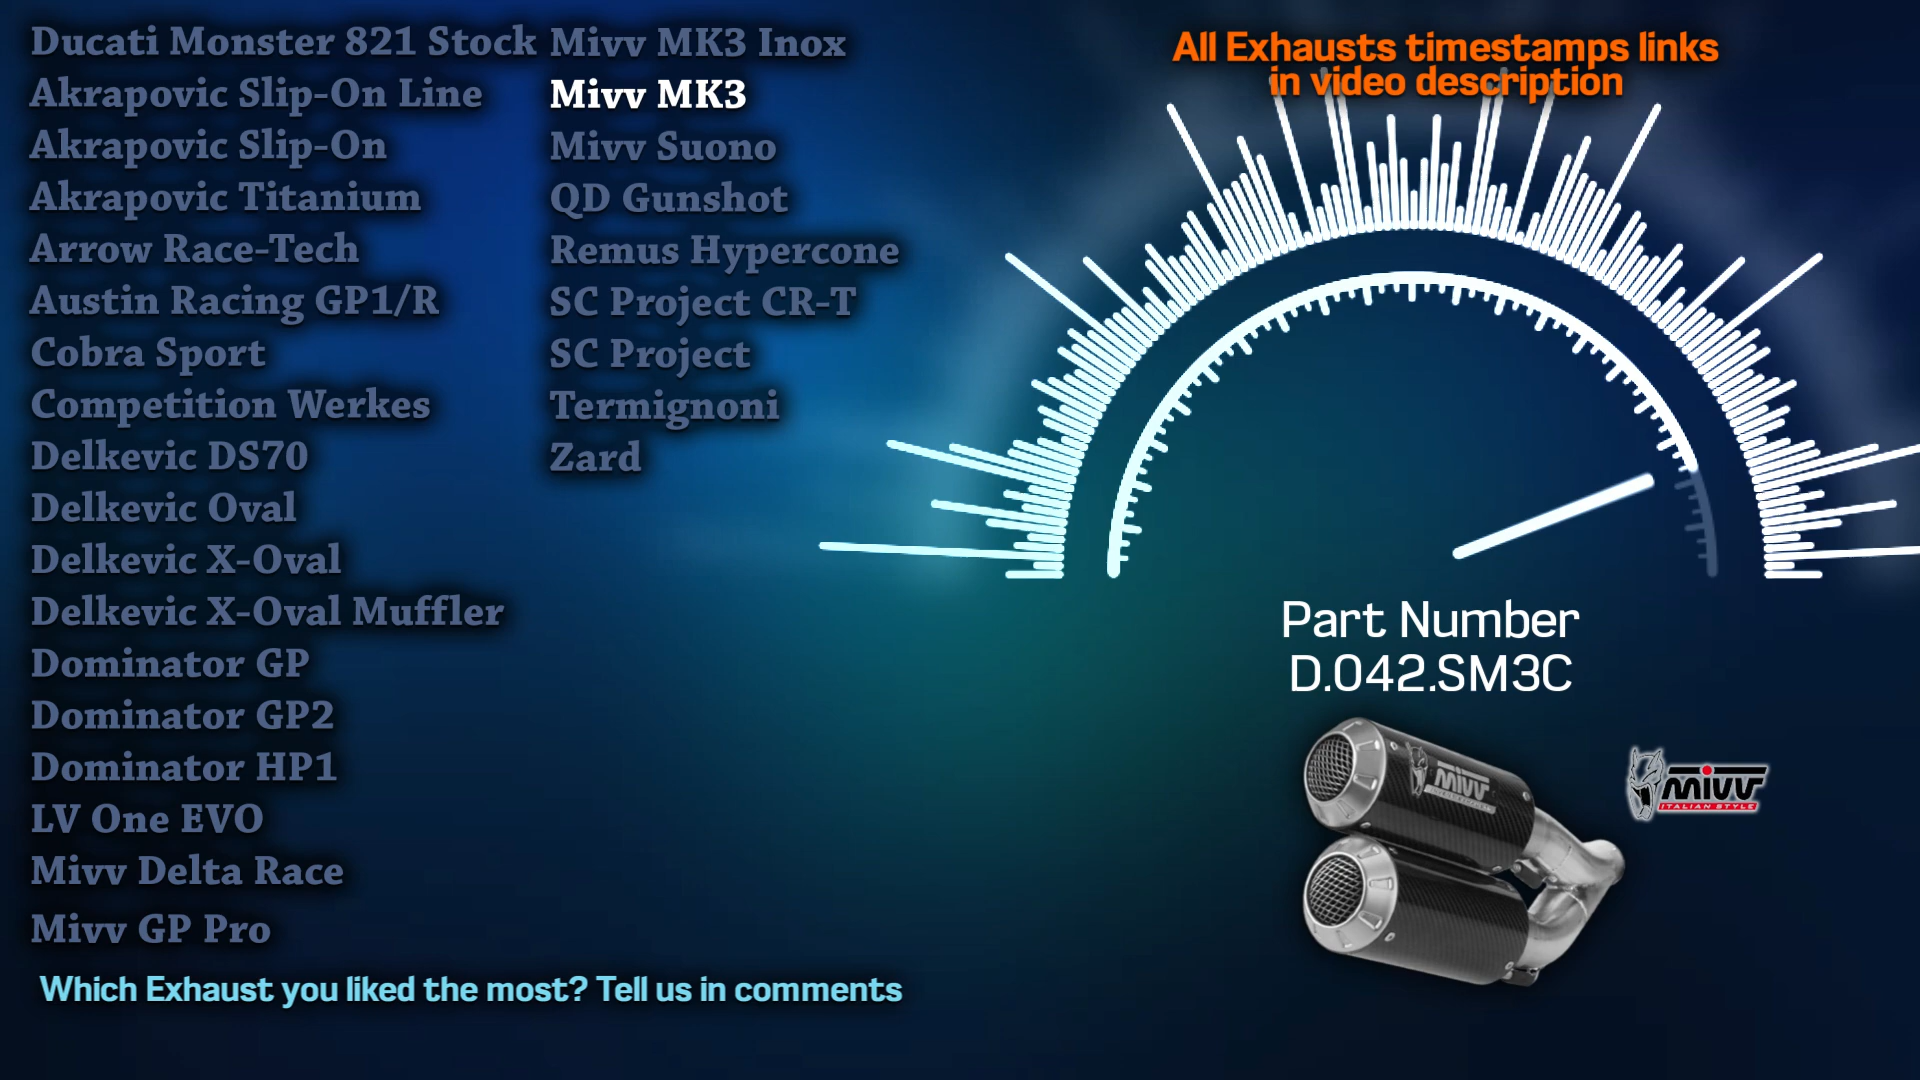 Ducati Monster 821 Stock
Akrapovic Slip-On Line
Akrapovic Slip-On
Akrapovic Titanium
Arrow Race-Tech
Austin Racing GP1/R
Cobra Sport
Competition Werkes
Delkevic DS70
Delkevic Oval
Delkevic X-Oval
Delkevic X-Oval Muffler
Dominator GP
Dominator GP2
Dominator HP1
LV One EVO
Mivv Delta Race
Mivv GP Pro
Mivv MK3 Inox
Mivv MK3
Mivv Suono
QD Gunshot
Remus Hypercone
SC Project CR-T
SC Project
Termignoni
Zard
Which Exhaust you liked the most? Tell us in comments
All Exhausts timestamps links
in video description
Part Number
D.042.SM3C
mivv
mivv
ITALIAN STYLE